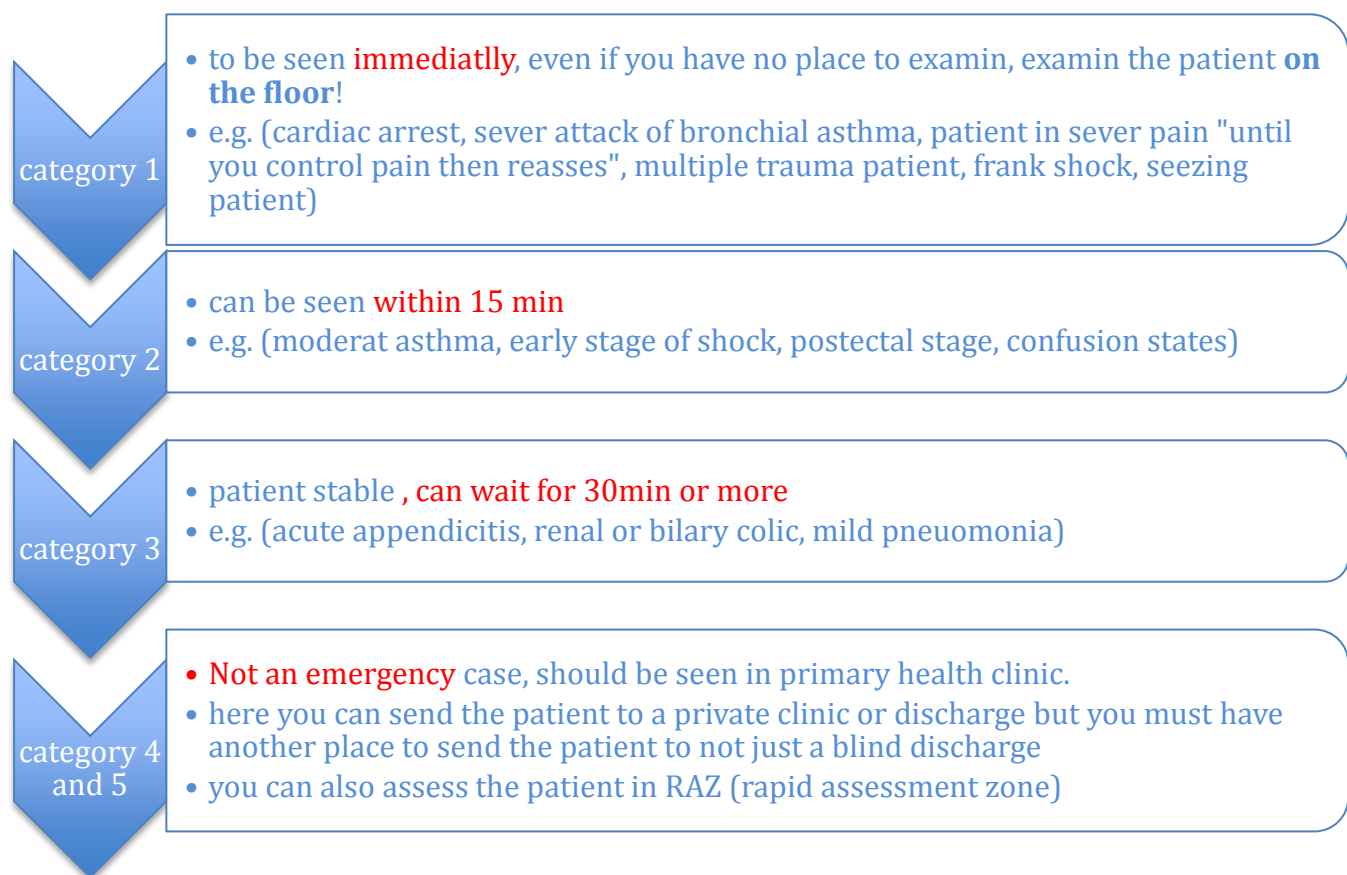 category 1
• to be seen immediatlly, even if you have no place to examin, examin the patient on
the floor!
• e.g. (cardiac arrest, sever attack of bronchial asthma, patient in sever pain "until
you control pain then reasses", multiple trauma patient, frank shock, seezing
patient)
category 2
• can be seen within 15 min
• e.g. (moderat asthma, early stage of shock, postectal stage, confusion states)
category 3
• patient stable , can wait for 30min or more
• e.g. (acute appendicitis, renal or bilary colic, mild pneuomonia)
category 4
and 5
• Not an emergency case, should be seen in primary health clinic.
• here you can send the patient to a private clinic or discharge but you must have
another place to send the patient to not just a blind discharge
• you can also assess the patient in RAZ (rapid assessment zone)